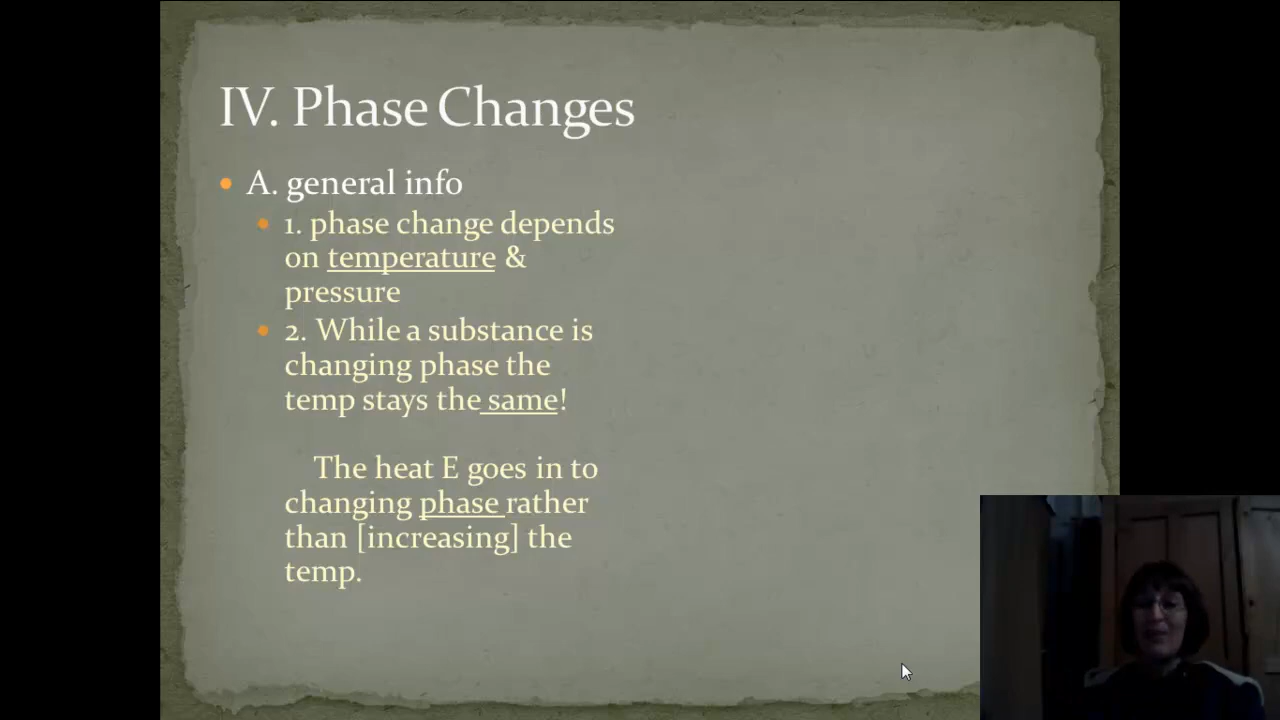 IV. Phase Changes
A. general info
1. phase change depends
on temperature &
pressure
2. While a substance is
changing phase the
temp stays the same!
The heat E goes in to
changing phase rather
than [increasing] the
temp.